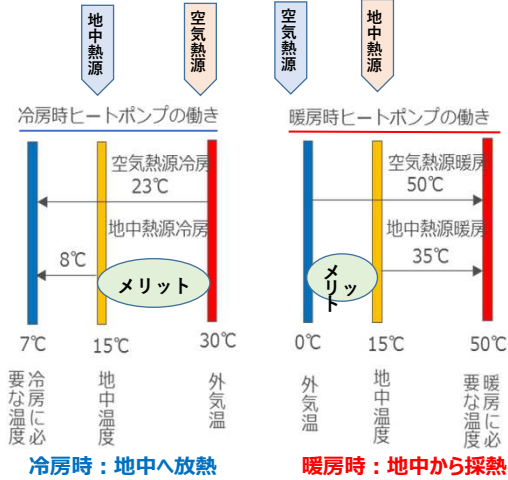 地中熱源
空気熱源
空気熱源
地中熱源
冷房時ヒートポンプの働き
空気熱源冷房
23℃
地中熱源冷房
8℃
メリット
7℃
15℃
30℃
冷房に必要な温度
地中温度
外気温
冷房時:地中へ放熱
暖房時ヒートポンプの働き
空気熱源暖房
50℃
地中熱源暖房
35℃
メリット
0℃
15℃
50℃
外気温
地中温度
暖房に必要な温度
暖房時:地中から採熱